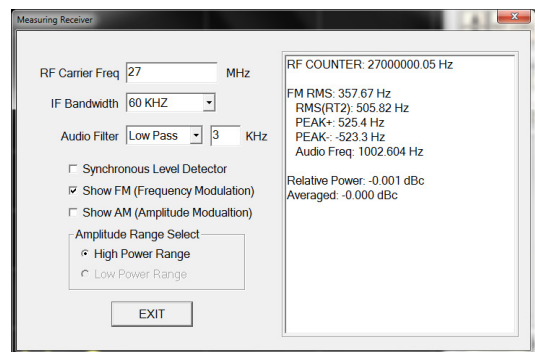 Measuring Receiver
RF Carrier Freq 27 MHz
IF Bandwidth 60 KHZ
Audio Filter Low Pass 3 KHz
Synchronous Level Detector
Show FM (Frequency Modulation)
Show AM (Amplitude Modualtion)
Amplitude Range Select
High Power Range
Low Power Range
EXIT
RF COUNTER: 27000000.05 Hz
FM RMS: 357.67 Hz
RMS(RT2): 505.82 Hz
PEAK+: 525.4 Hz
PEAK-: -523.3 Hz
Audio Freq: 1002.604 Hz
Relative Power: -0.001 dBc
Averaged: -0.000 dBc